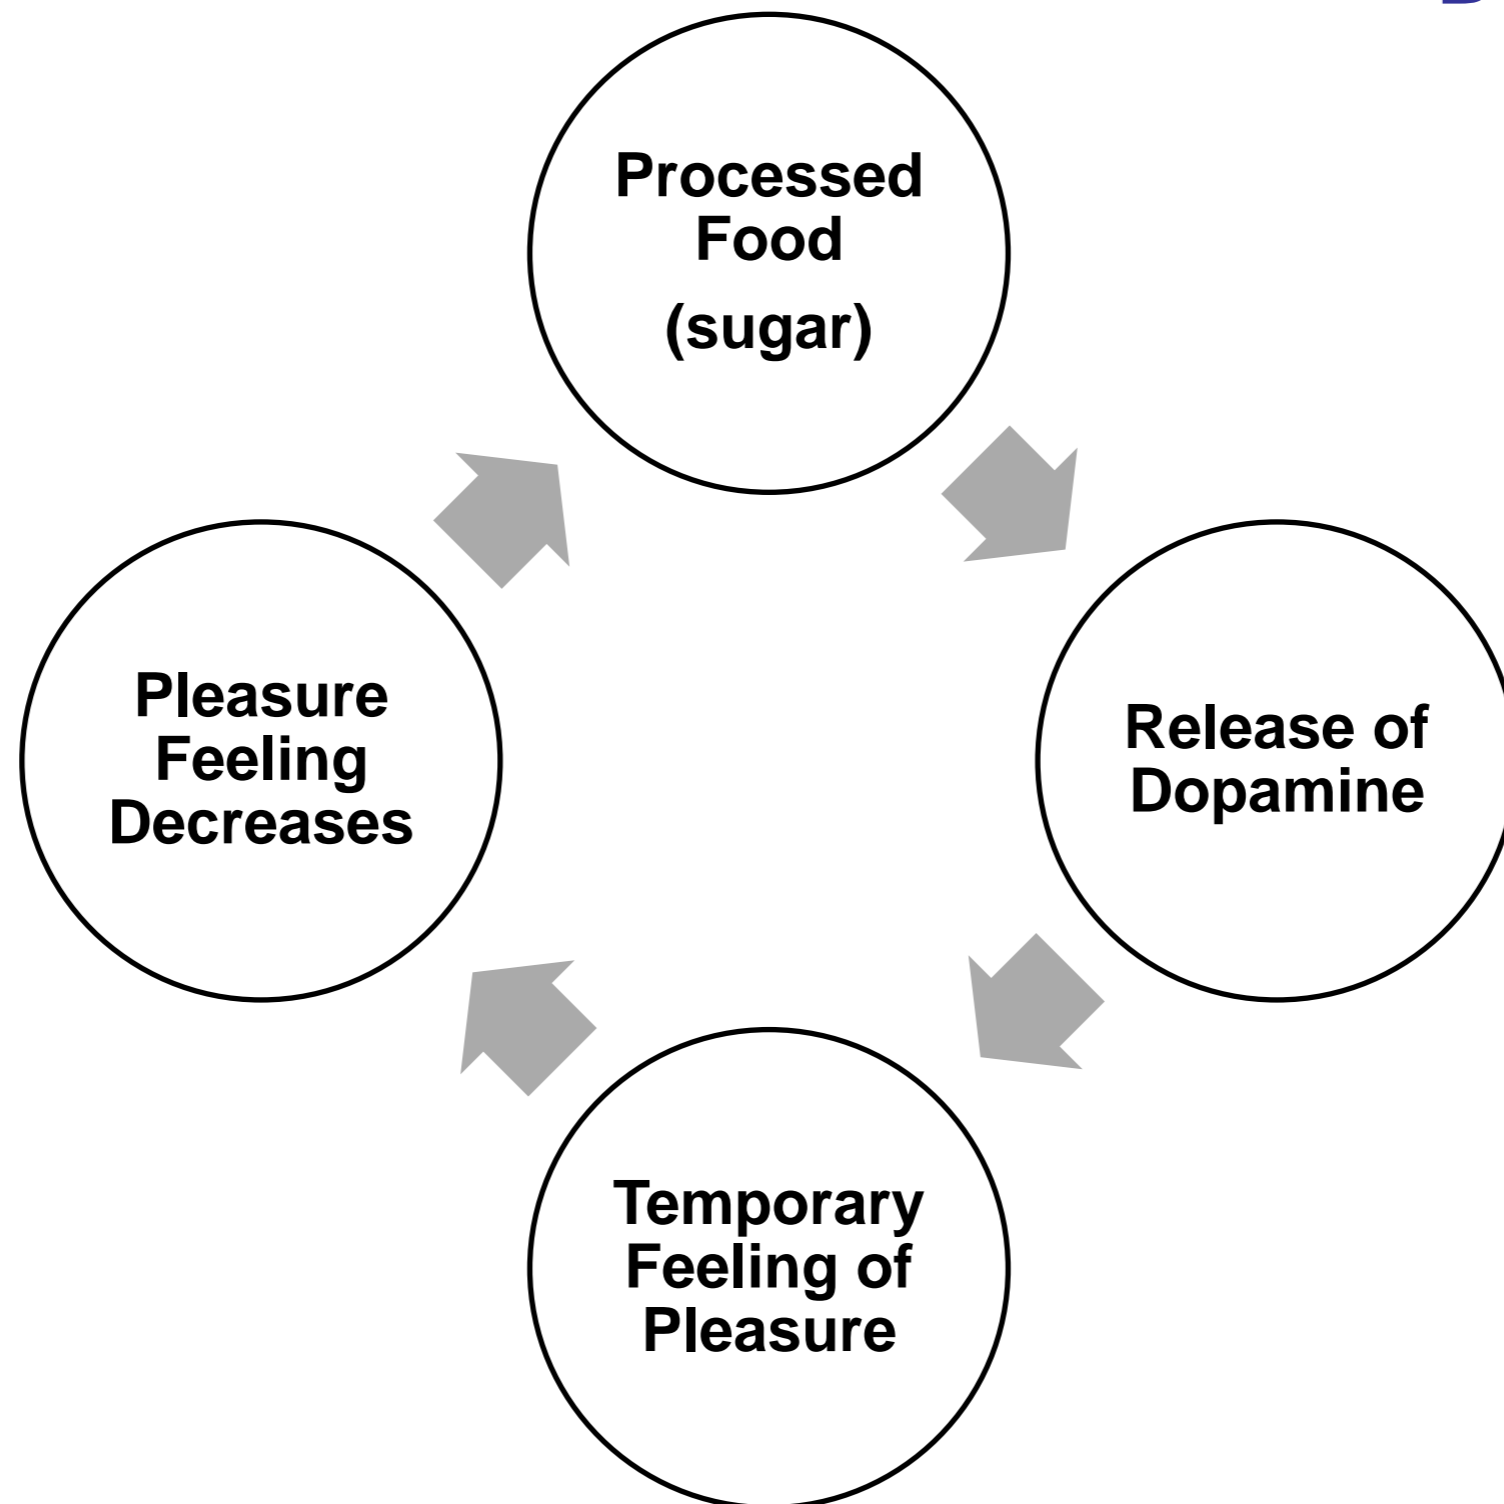 Processed
Food
(sugar)
Release of
Dopamine
Temporary
Feeling of
Pleasure
Pleasure
Feeling
Decreases